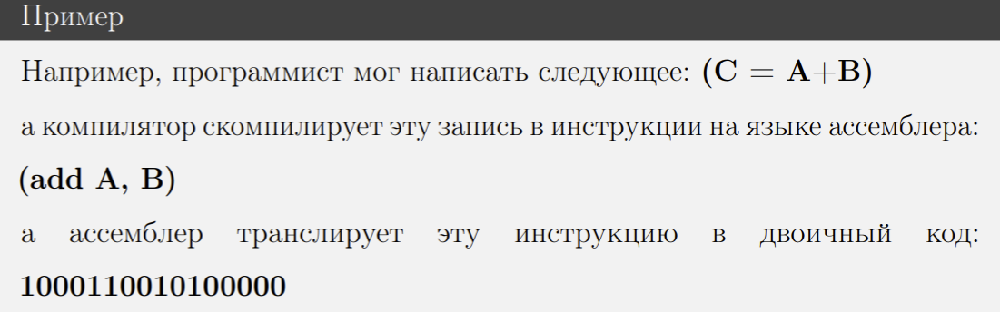 Пример
Например, программист мог написать следующее: (C = A+B)
а компилятор скомпилирует эту запись в инструкции на языке ассемблера:
(add A, B)
а ассемблер транслирует эту инструкцию в двоичный код:
1000110010100000